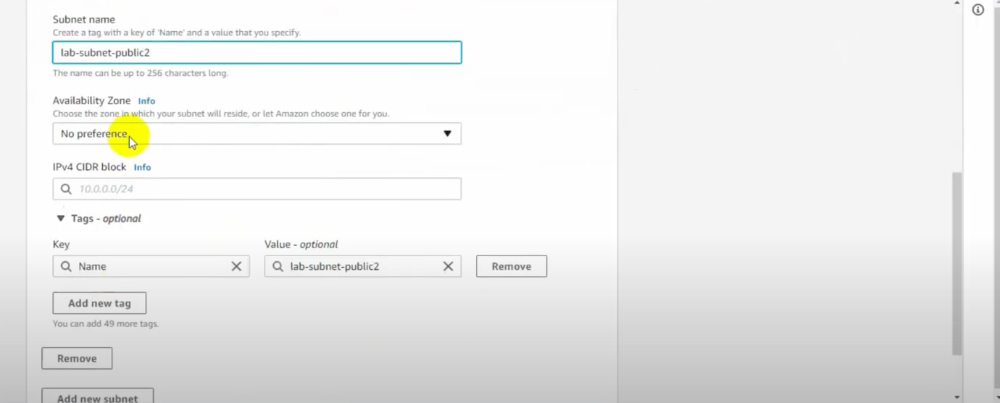 Subnet name
Create a tag with a key of 'Name' and a value that you specify.
lab-subnet-public2
The name can be up to 256 characters long.
Availability Zone Info
Choose the zone in which your subnet will reside, or let Amazon choose one for you.
No preference
IPv4 CIDR block Info
10.0.0.0/24
Tags - optional
Key Value - optional
Name lab-subnet-public2 Remove
Add new tag
You can add 49 more tags.
Remove
Add new subnet